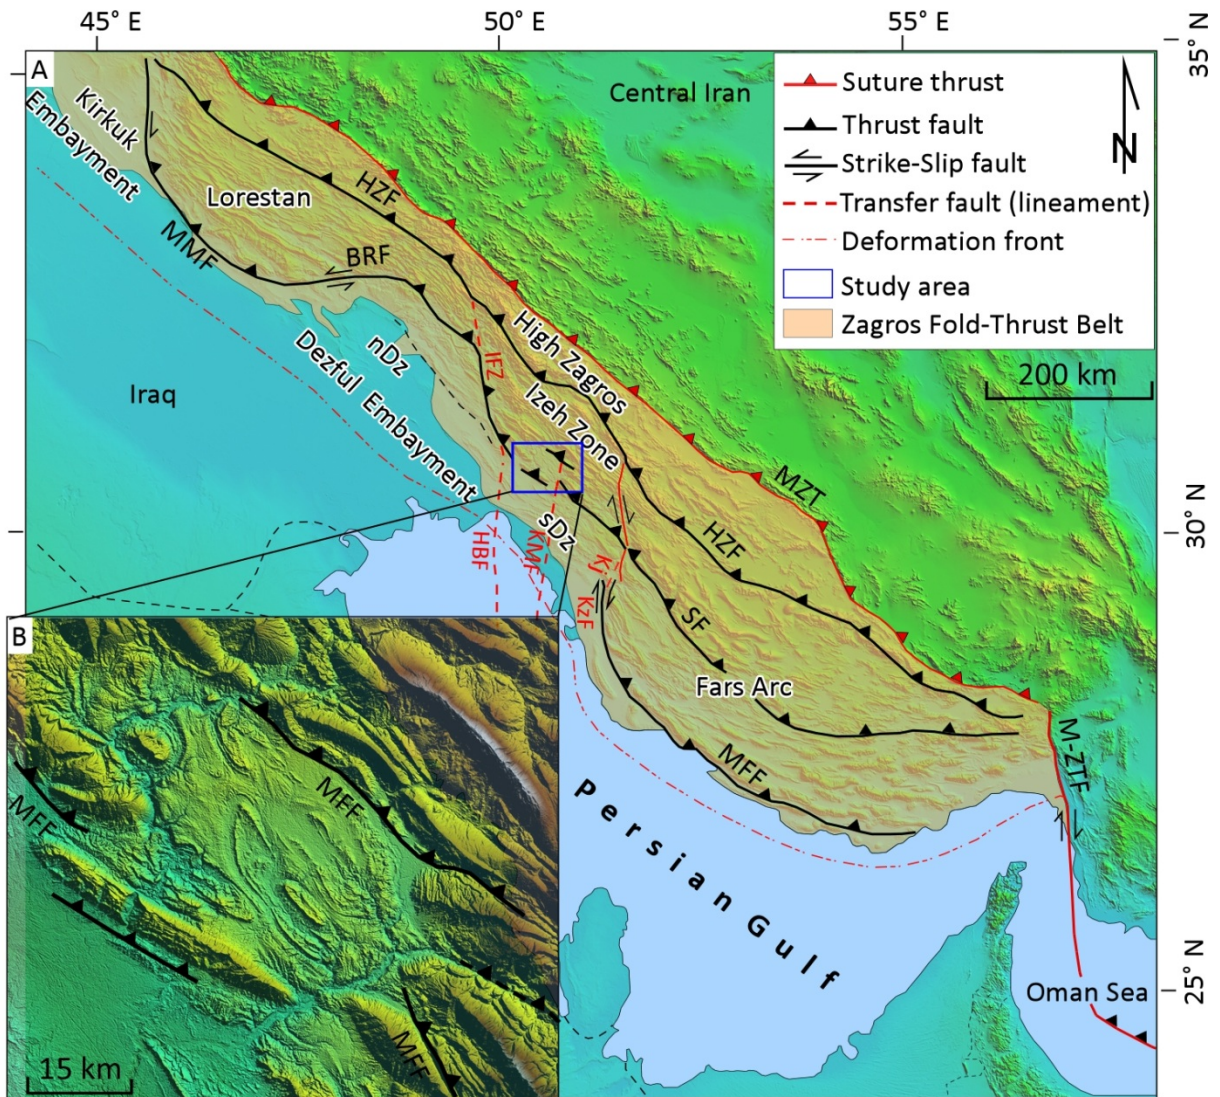 45° E
50° E
55° E
35° N
A
Central Iran
Suture thrust
Thrust fault
Strike-Slip fault
Transfer fault (lineament)
Deformation front
Study area
Zagros Fold-Thrust Belt
N
200 km
Kirkuk
Embayment
Lorestan
HZF
MMF
BRF
High Zagros
nDz
IFZ
Dezful Embayment
Izeh Zone
Iraq
MZT
30° N
sDz
HBF
KMF
HZF
Kj
KzF
SF
Fars Arc
M-ZTF
MFF
Persian Gulf
25° N
Oman Sea
B
MFF
MFF
MFF
15 km